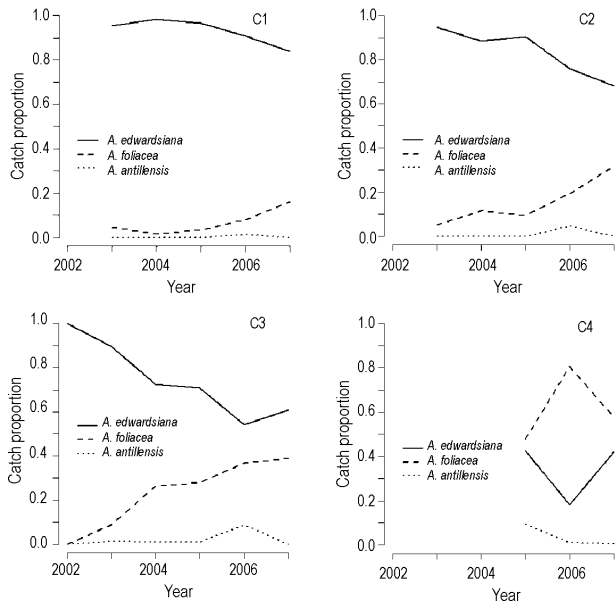 C1
Catch proportion
1.0
0.8
0.6
0.4
0.2
0.0
A. edwardsiana
A. foliacea
A. antillensis
2002 2004 2006
Year
C2
Catch proportion
1.0
0.8
0.6
0.4
0.2
0.0
A. edwardsiana
A. foliacea
A. antillensis
2002 2004 2006
Year
C3
Catch proportion
1.0
0.8
0.6
0.4
0.2
0.0
A. edwardsiana
A. foliacea
A. antillensis
2002 2004 2006
Year
C4
Catch proportion
1.0
0.8
0.6
0.4
0.2
0.0
A. edwardsiana
A. foliacea
A. antillensis
2002 2004 2006
Year